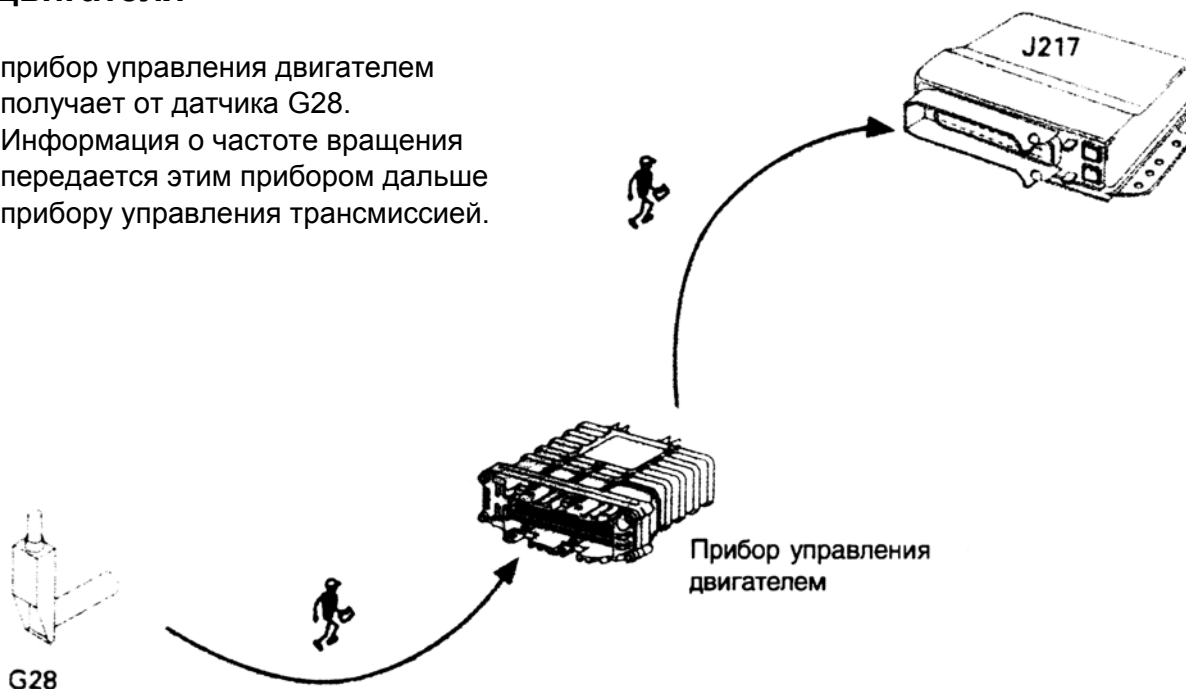 прибор управления двигателем
получает от датчика G28.
Информация о частоте вращения
передается этим прибором дальше
прибору управления трансмиссией.
J217
Прибор управления
двигателем
G28